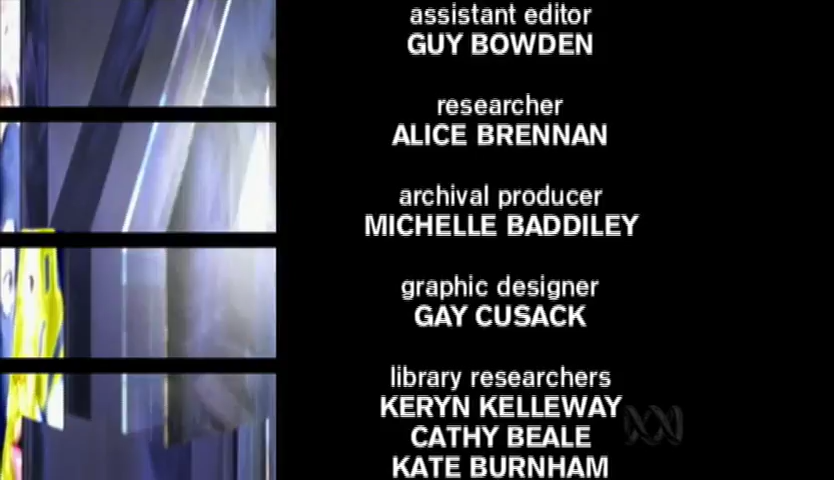 assistant editor
GUY BOWDEN
researcher
ALICE BRENNAN
archival producer
MICHELLE BADDILEY
graphic designer
GAY CUSACK
library researchers
KERYN KELLEWAY
CATHY BEALE
KATE BURNHAM